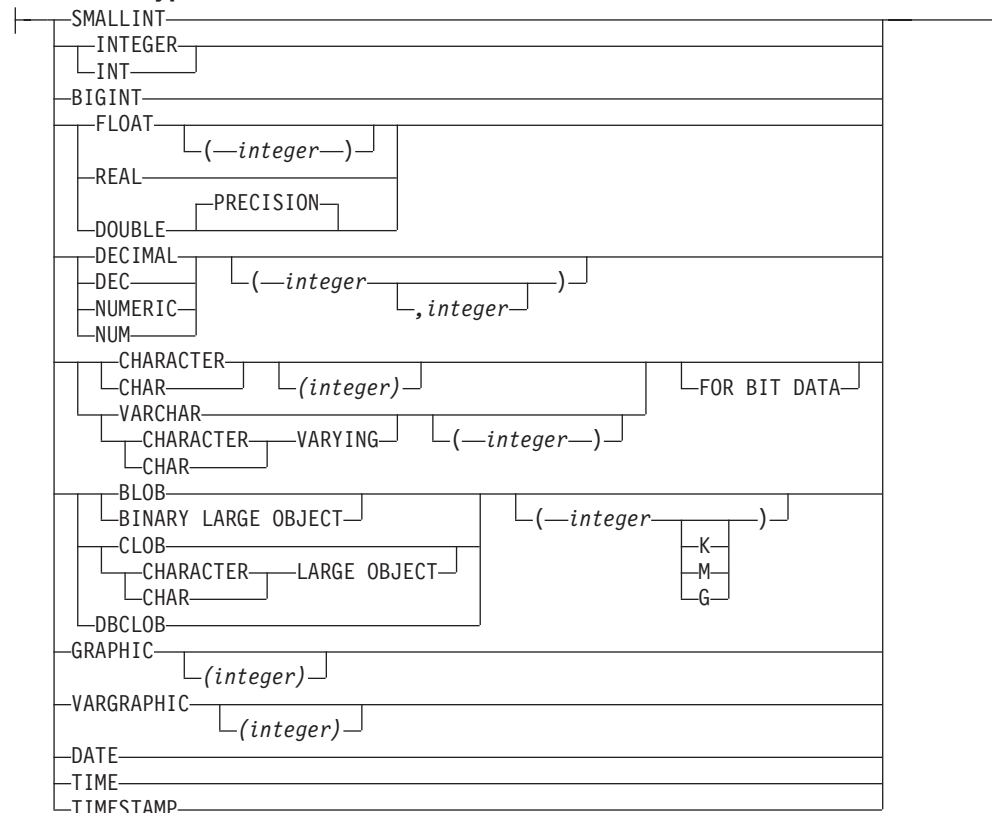 SMALLINT
INTEGER
INT
BIGINT
FLOAT
(integer)
REAL
PRECISION
DOUBLE
DECIMAL
(integer)
DEC
,integer
NUMERIC
NUM
CHARACTER
CHAR
(integer)
FOR BIT DATA
VARCHAR
CHARACTER VARYING
(integer)
CHAR
BLOB
BINARY LARGE OBJECT
(integer)
CLOB
K
CHARACTER LARGE OBJECT
M
CHAR
G
DBCLOB
GRAPHIC
(integer)
VARGRAPHIC
(integer)
DATE
TIME
TIMESTAMP